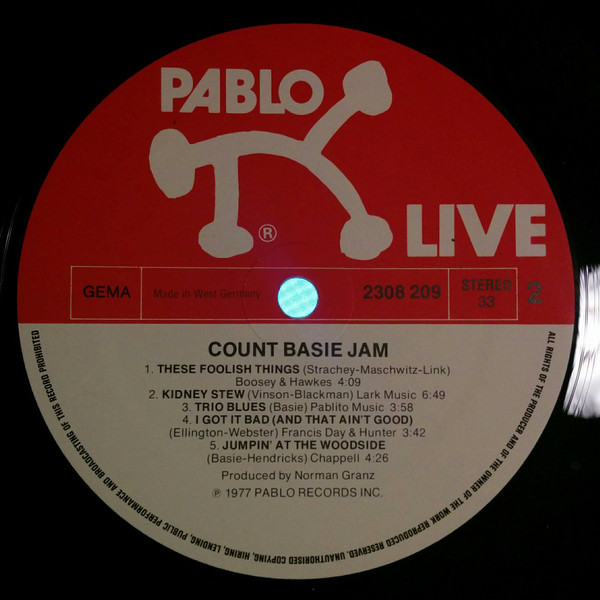 PABLO
®
LIVE
GEMA
Made in West Germany
2308 209
STEREO
33
2
COUNT BASIE JAM
1. THESE FOOLISH THINGS (Strachey-Maschwitz-Link)
Boosey & Hawkes 4:09
2. KIDNEY STEW (Vinson-Blackman) Lark Music 6:49
3. TRIO BLUES (Basie) Pablito Music 3:58
4. I GOT IT BAD (AND THAT AIN'T GOOD)
(Ellington-Webster) Francis Day & Hunter 3:42
5. JUMPIN' AT THE WOODSIDE
(Basie-Hendricks) Chappell 4:26
Produced by Norman Granz
℗ 1977 PABLO RECORDS INC.
ALL RIGHTS OF THE PRODUCER AND OF THE OWNER OF THE WORK REPRODUCED RESERVED. UNAUTHORISED COPYING, HIRING, LENDING, PUBLIC PERFORMANCE AND BROADCASTING OF THIS RECORD PROHIBITED